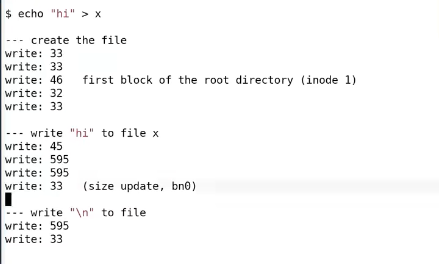 $ echo "hi" > x
--- create the file
write: 33
write: 33
write: 46   first block of the root directory (inode 1)
write: 32
write: 33
--- write "hi" to file x
write: 45
write: 595
write: 595
write: 33   (size update, bn0)
--- write "\n" to file
write: 595
write: 33